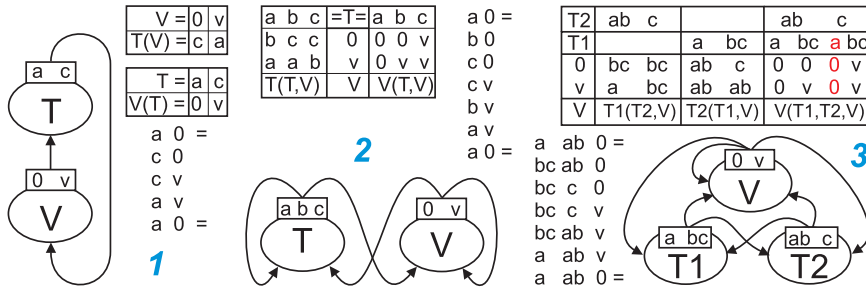 V = 0 v
T(V) = c a
T = a c
V(T) = 0 v
a c
T
0 v
V
a 0 =
c 0
c v
a v
a 0 =
1
a b c =T= a b c
b c c 0 0 0 v
a a b v 0 v v
T(T,V) V V(T,V)
a 0 =
b 0
c 0
c v
b v
a v
a 0 =
2
a b c
T
0 v
V
T2 ab c ab c
T1 a bc a bc a bc
0 bc bc ab c 0 0 0 v
v a bc ab ab 0 v 0 v
V T1(T2,V) T2(T1,V) V(T1,T2,V)
a ab 0 =
bc ab 0
bc c 0
bc c v
bc ab v
a ab v
a ab 0 =
0 v
V
3
a bc
T1
ab c
T2